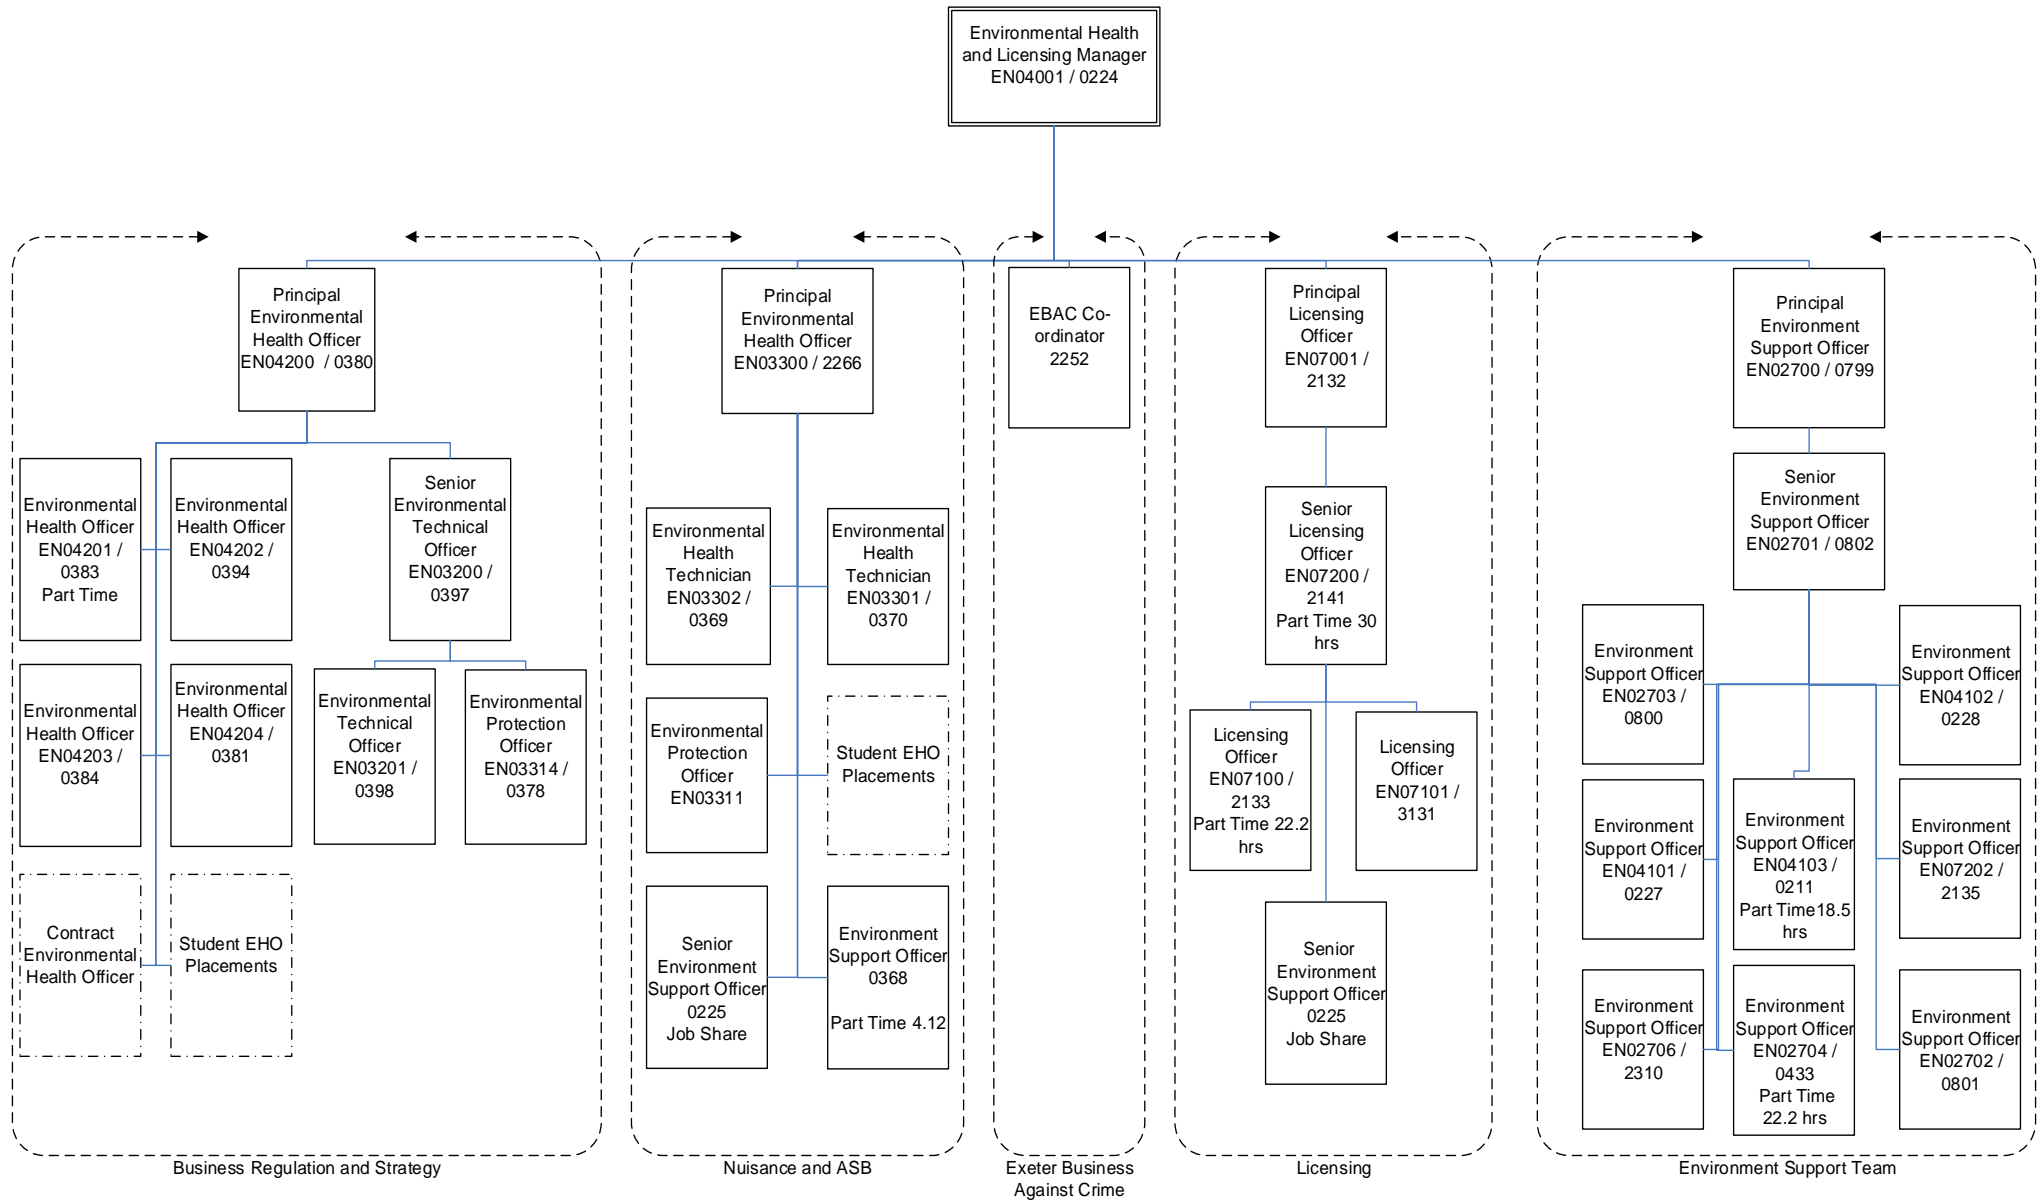 Environmental Health
and Licensing Manager
EN04001 / 0224
Principal
Environmental
Health Officer
EN04200 / 0380
Environmental
Health Officer
EN04201 /
0383
Part Time
Environmental
Health Officer
EN04202 /
0394
Senior
Environmental
Technical
Officer
EN03200 /
0397
Environmental
Health Officer
EN04203 /
0384
Environmental
Health Officer
EN04204 /
0381
Environmental
Technical
Officer
EN03201 /
0398
Environmental
Protection
Officer
EN03314 /
0378
Contract
Environmental
Health Officer
Student EHO
Placements
Business Regulation and Strategy
Principal
Environmental
Health Officer
EN03300 / 2266
Environmental
Health
Technician
EN03302 /
0369
Environmental
Health
Technician
EN03301 /
0370
Environmental
Protection
Officer
EN03311
Student EHO
Placements
Senior
Environment
Support Officer
0225
Job Share
Environment
Support Officer
0368
Part Time 4.12
Nuisance and ASB
EBAC Co-
ordinator
2252
Exeter Business
Against Crime
Principal
Licensing
Officer
EN07001 /
2132
Senior
Licensing
Officer
EN07200 /
2141
Part Time 30
hrs
Licensing
Officer
EN07100 /
2133
Part Time 22.2
hrs
Licensing
Officer
EN07101 /
3131
Senior
Environment
Support Officer
0225
Job Share
Licensing
Principal
Environment
Support Officer
EN02700 / 0799
Senior
Environment
Support Officer
EN02701 / 0802
Environment
Support Officer
EN02703 /
0800
Environment
Support Officer
EN04102 /
0228
Environment
Support Officer
EN04101 /
0227
Environment
Support Officer
EN04103 /
0211
Part Time18.5
hrs
Environment
Support Officer
EN07202 /
2135
Environment
Support Officer
EN02706 /
2310
Environment
Support Officer
EN02704 /
0433
Part Time
22.2 hrs
Environment
Support Officer
EN02702 /
0801
Environment Support Team